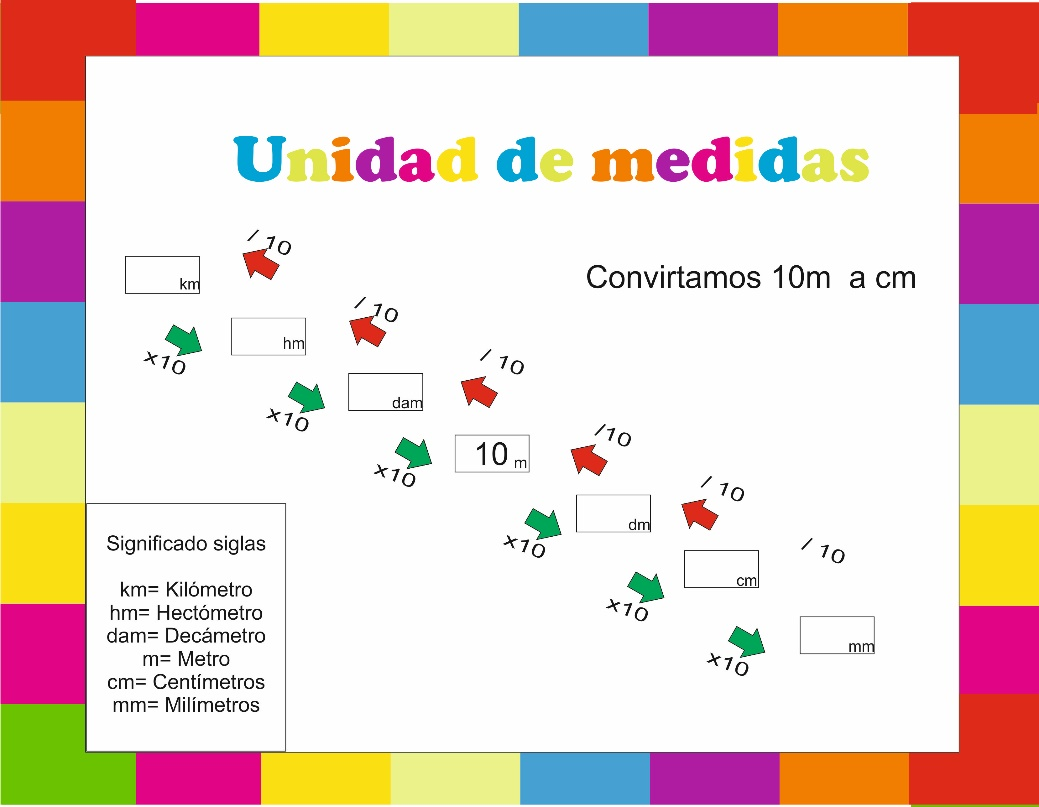 Unidad de medidas
/ 10
km
Convirtamos 10m a cm
/ 10
hm
x10
/ 10
dam
x10
/10
10 m
x10
/ 10
dm
x10
/ 10
cm
x10
mm
x10
Significado siglas
km= Kilómetro
hm= Hectómetro
dam= Decámetro
m= Metro
cm= Centímetros
mm= Milímetros